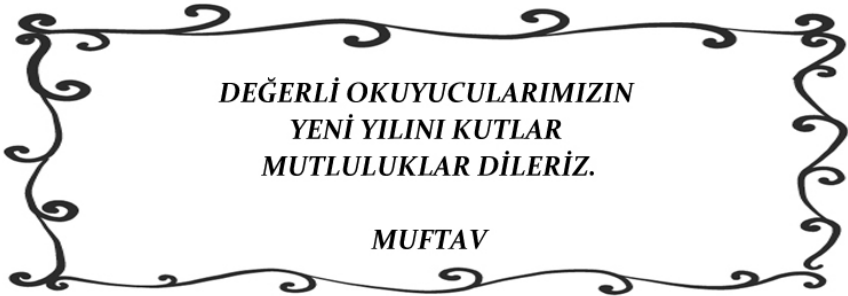 DEĞERLİ OKUYUCULARIMIZIN
YENİ YILINI KUTLAR
MUTLULUKLAR DİLERİZ.
MUFTAV